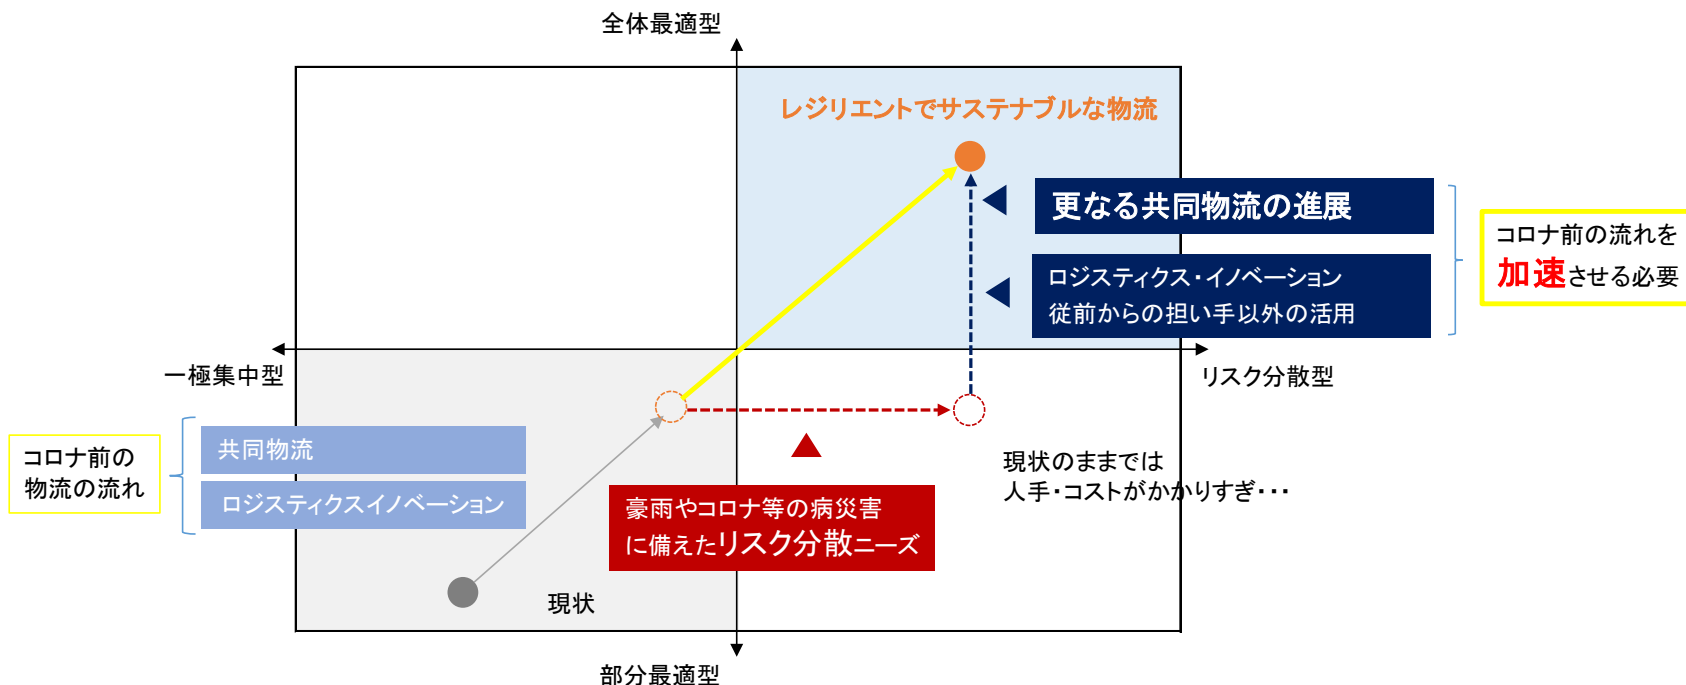 全体最適型
レジリエントでサステナブルな物流
更なる共同物流の進展
ロジスティクス・イノベーション
従前からの担い手以外の活用
コロナ前の流れを
加速させる必要
一極集中型
リスク分散型
コロナ前の
物流の流れ
共同物流
ロジスティクスイノベーション
豪雨やコロナ等の病災害
に備えたリスク分散ニーズ
現状のままでは
人手・コストがかかりすぎ・・・
現状
部分最適型